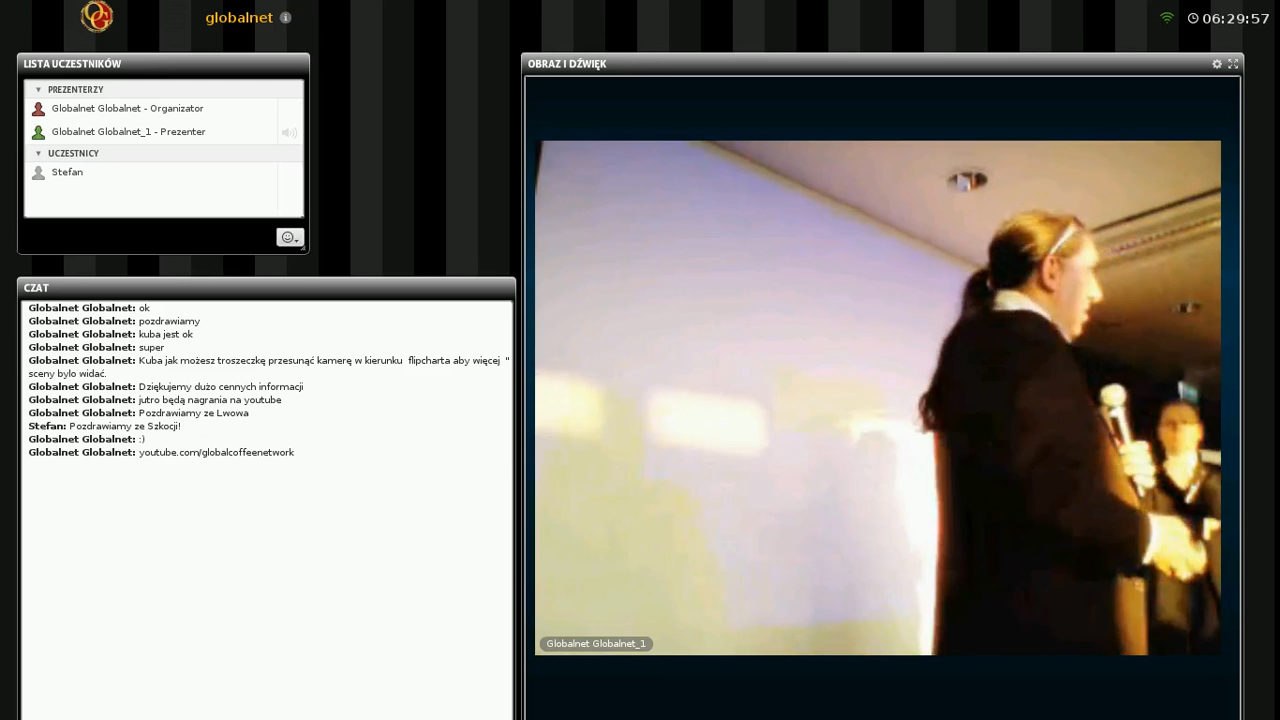 OG
globalnet
06:29:57
LISTA UCZESTNIKÓW
PREZENTERZY
Globalnet Globalnet - Organizator
Globalnet Globalnet_1 - Prezenter
UCZESTNICY
Stefan
CZAT
Globalnet Globalnet: ok
Globalnet Globalnet: pozdrawiamy
Globalnet Globalnet: kuba jest ok
Globalnet Globalnet: super
Globalnet Globalnet: Kuba jak możesz troszeczkę przesunąć kamerę w kierunku flipcharta aby więcej "
sceny bylo widać.
Globalnet Globalnet: Dziękujemy dużo cennych informacji
Globalnet Globalnet: jutro będą nagrania na youtube
Globalnet Globalnet: Pozdrawiamy ze Lwowa
Stefan: Pozdrawiamy ze Szkocji!
Globalnet Globalnet: :)
Globalnet Globalnet: youtube.com/globalcoffeenetwork
OBRAZ I DŹWIĘK
Globalnet Globalnet_1